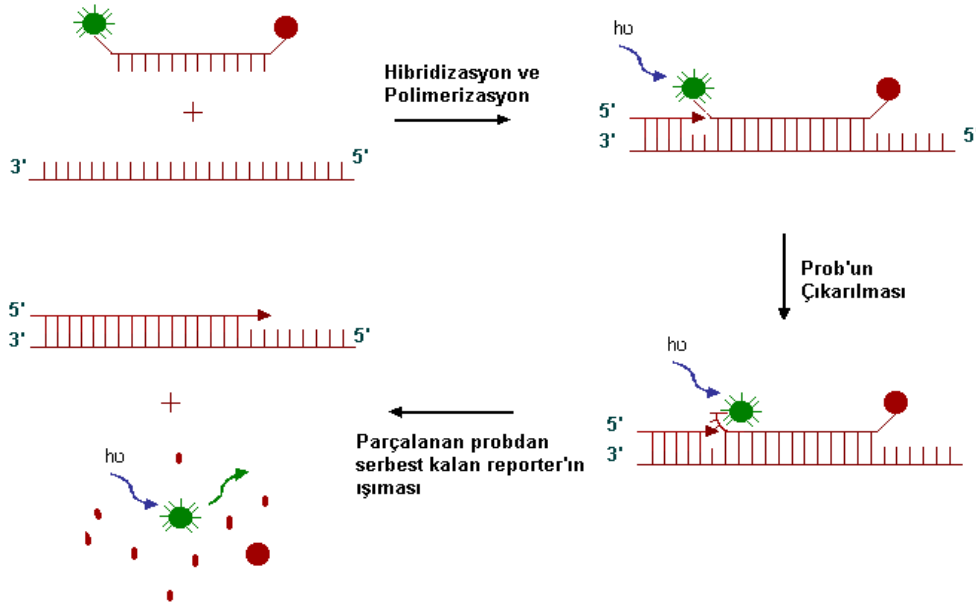 hυ
Hibridizasyon ve
Polimerizasyon
5'
3'
5
3'
5'
Prob'un
Çıkarılması
5'
3'
5'
hυ
5'
3'
Parçalanan probdan
serbest kalan reporter'ın
ışıması
hυ